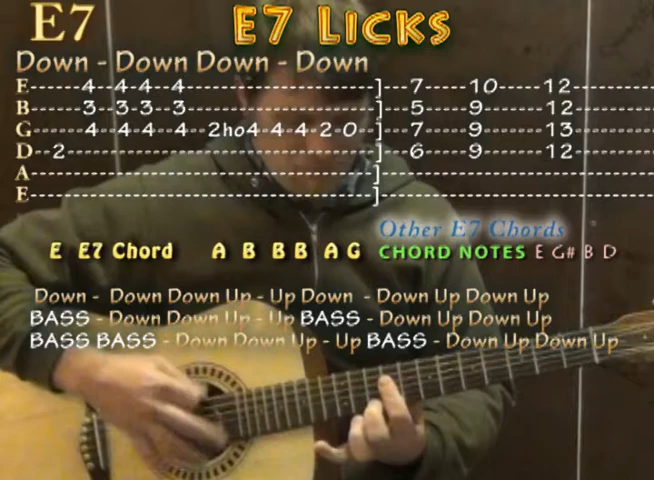 E7
E7 LICKS
Down - Down Down - Down
E------4--4-4--4-----------------]---7-----10-----12--------
B------3--3-3--3-----------------]---5-----9------12--------
G------4--4-4--4--2ho4-4-4-2-0--]---7-----9------13--------
D--2----------------------------]---6-----9------12--------
A-------------------------------]
E-------------------------------]
Other E7 Chords
E E7 Chord A B B B A G CHORD NOTES E G# B D
Down - Down Down Up - Up Down - Down Up Down Up
BASS - Down Down Up - Up BASS - Down Up Down Up
BASS BASS - Down Down Up - Up BASS - Down Up Down Up